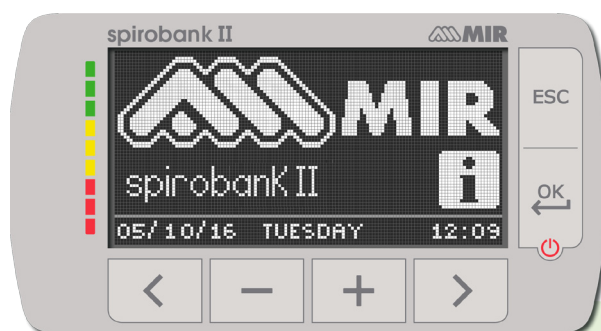 spirobank II MIR
MIR
spirobank II i
05/10/16 TUESDAY 12:09
ESC
OK
< − + >